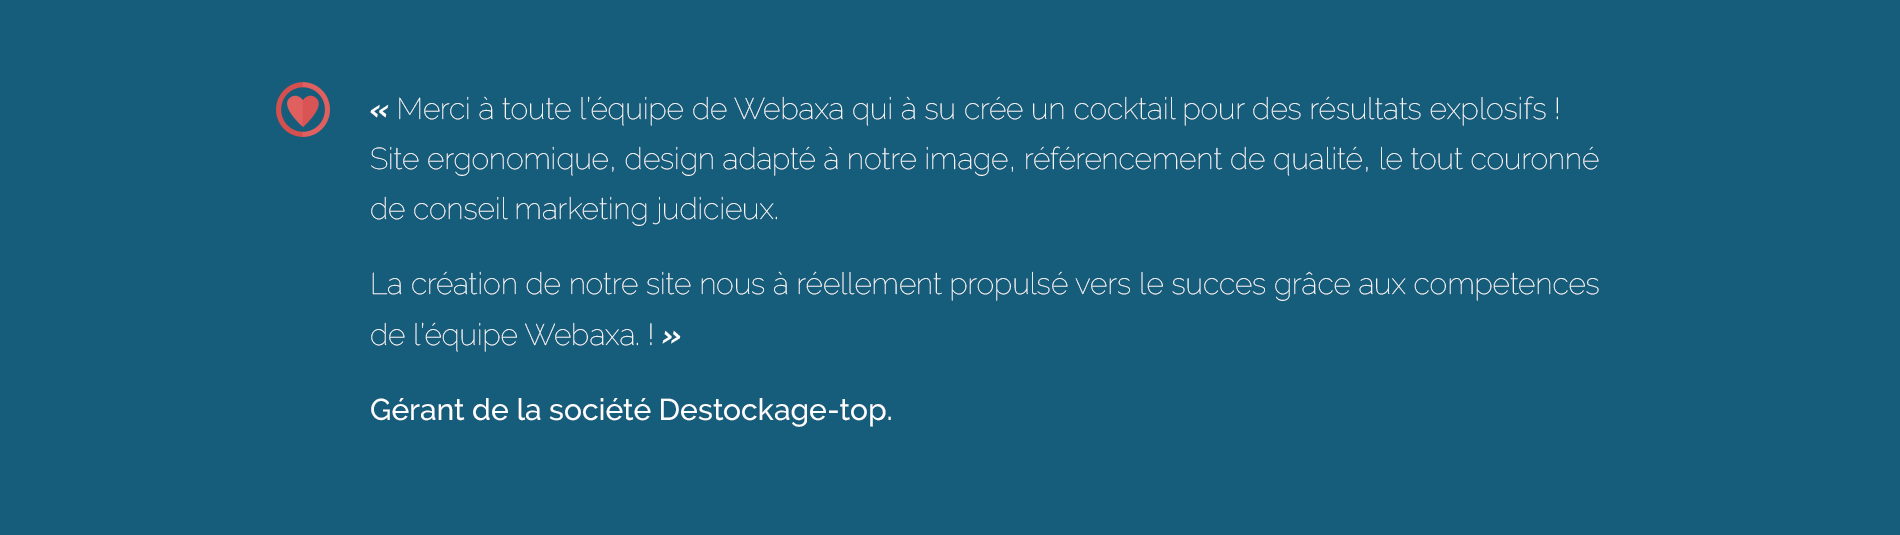 « Merci à toute l'équipe de Webaxa qui à su crée un cocktail pour des résultats explosifs !
Site ergonomique, design adapté à notre image, référencement de qualité, le tout couronné
de conseil marketing judicieux.
La création de notre site nous à réellement propulsé vers le succes grâce aux competences
de l'équipe Webaxa. ! »
Gérant de la société Destockage-top.